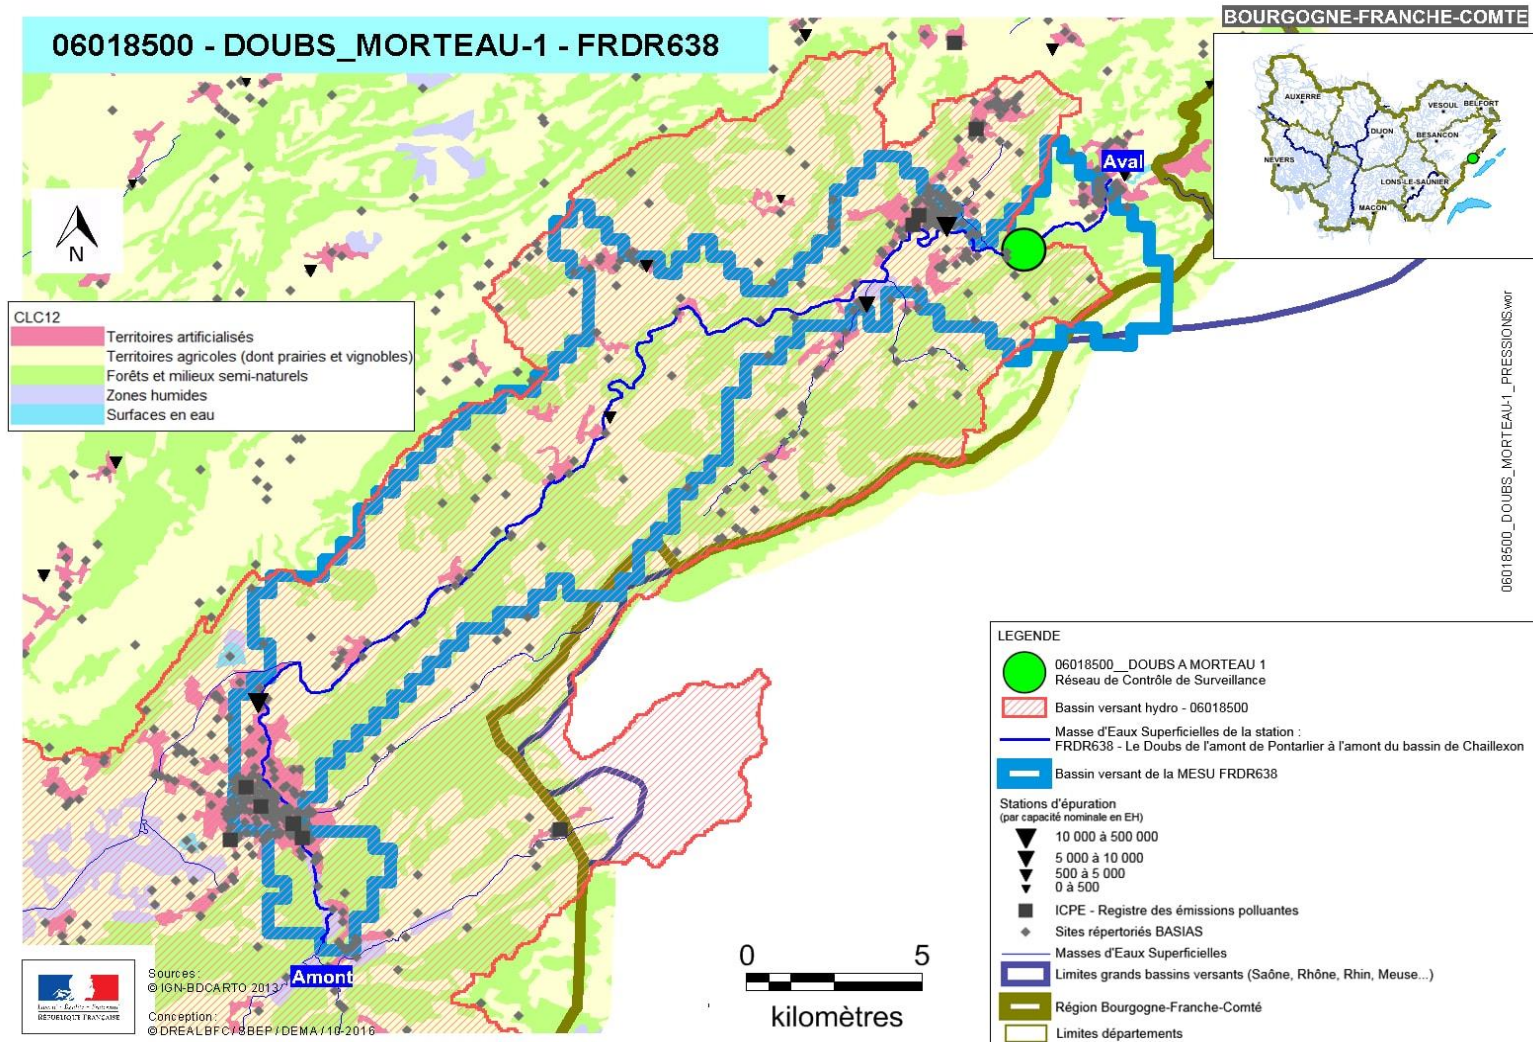 BOURGOGNE-FRANCHE-COMTE
06018500 - DOUBS_MORTEAU-1 - FRDR638
AUXERRE
VESOUL
BELFORT
DIJON
BESANCON
NEVERS
LONS-LE-SAUNIER
MACON
Aval
N
CLC12
Territoires artificialisés
Territoires agricoles (dont prairies et vignobles)
Forêts et milieux semi-naturels
Zones humides
Surfaces en eau
06018500_DOUBS_MORTEAU-1_PRESSIONS.wor
LEGENDE
06018500__DOUBS A MORTEAU 1
Réseau de Contrôle de Surveillance
Bassin versant hydro - 06018500
Masse d'Eaux Superficielles de la station :
FRDR638 - Le Doubs de l'amont de Pontarlier à l'amont du bassin de Chaillexon
Bassin versant de la MESU FRDR638
Stations d'épuration
(par capacité nominale en EH)
10 000 à 500 000
5 000 à 10 000
500 à 5 000
0 à 500
ICPE - Registre des émissions polluantes
Sites répertoriés BASIAS
Masses d'Eaux Superficielles
Limites grands bassins versants (Saône, Rhône, Rhin, Meuse...)
Région Bourgogne-Franche-Comté
Limites départements
Amont
0 5
kilomètres
RÉPUBLIQUE FRANÇAISE
Sources :
© IGN-BDCARTO 2013
Conception :
© DREAL BFC / SBEP / DEMA / 10-2016